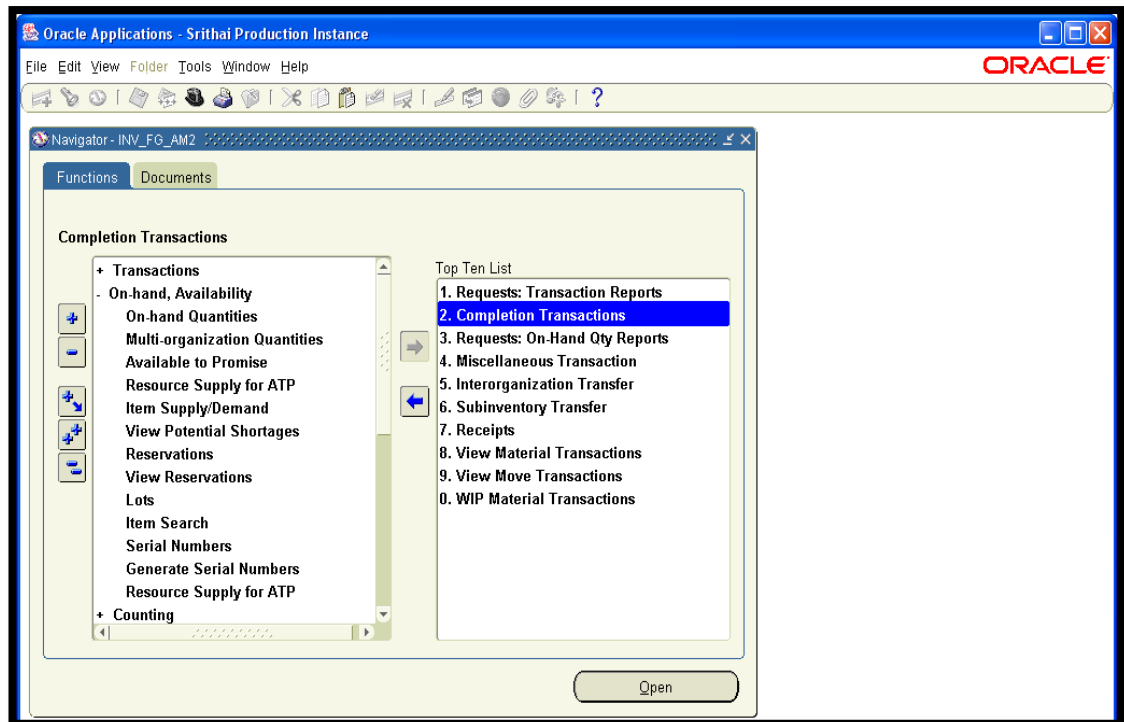 Oracle Applications - Srithai Production Instance
File Edit View Folder Tools Window Help
ORACLE
Navigator - INV_FG_AM2
Functions Documents
Completion Transactions
+ Transactions
- On-hand, Availability
On-hand Quantities
Multi-organization Quantities
Available to Promise
Resource Supply for ATP
Item Supply/Demand
View Potential Shortages
Reservations
View Reservations
Lots
Item Search
Serial Numbers
Generate Serial Numbers
Resource Supply for ATP
+ Counting
Top Ten List
1. Requests: Transaction Reports
2. Completion Transactions
3. Requests: On-Hand Qty Reports
4. Miscellaneous Transaction
5. Interorganization Transfer
6. Subinventory Transfer
7. Receipts
8. View Material Transactions
9. View Move Transactions
0. WIP Material Transactions
Open